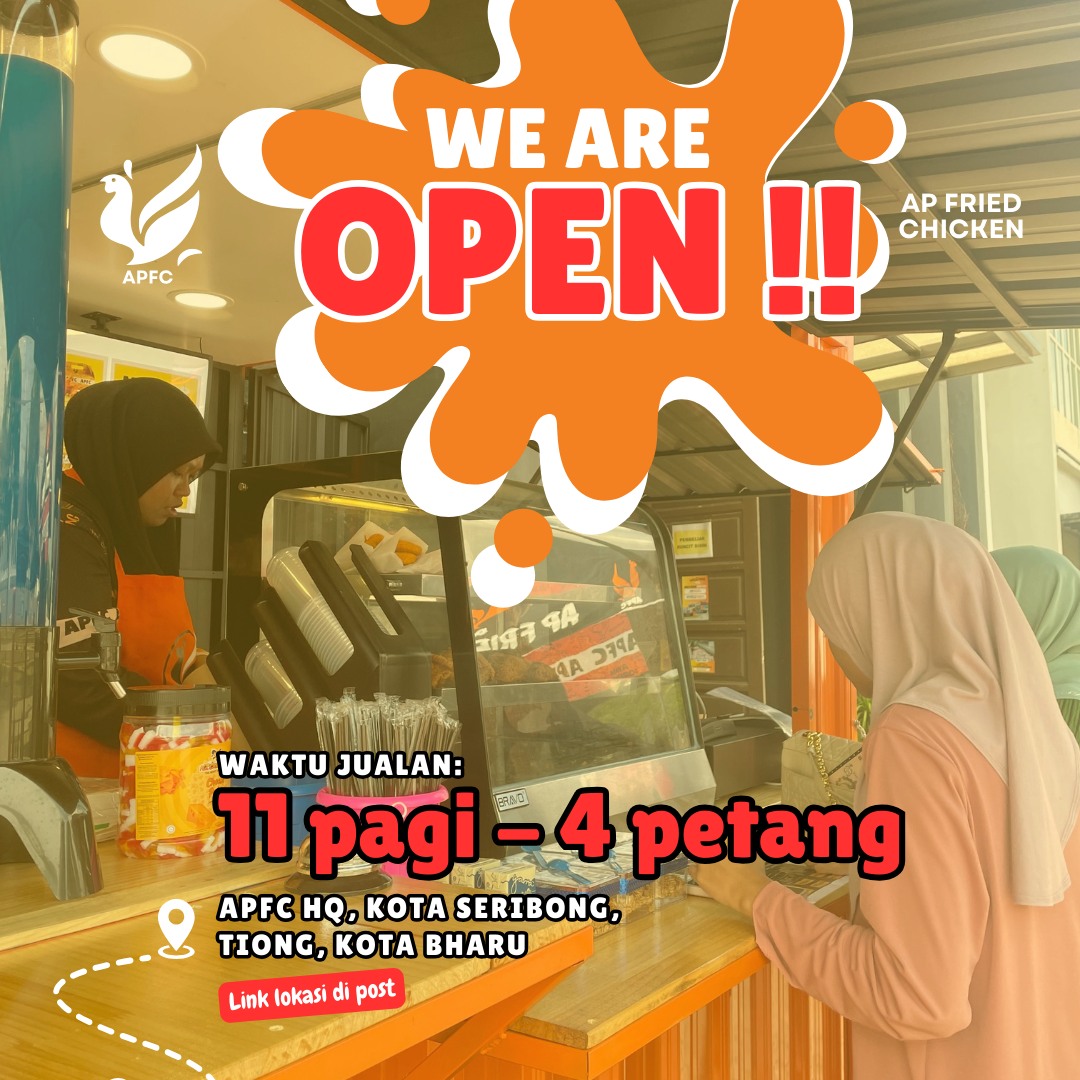 WE ARE
OPEN !!
APFC
AP FRIED
CHICKEN
BRAVO
WAKTU JUALAN:
11 pagi – 4 petang
APFC HQ, KOTA SERIBONG,
TIONG, KOTA BHARU
Link lokasi di post